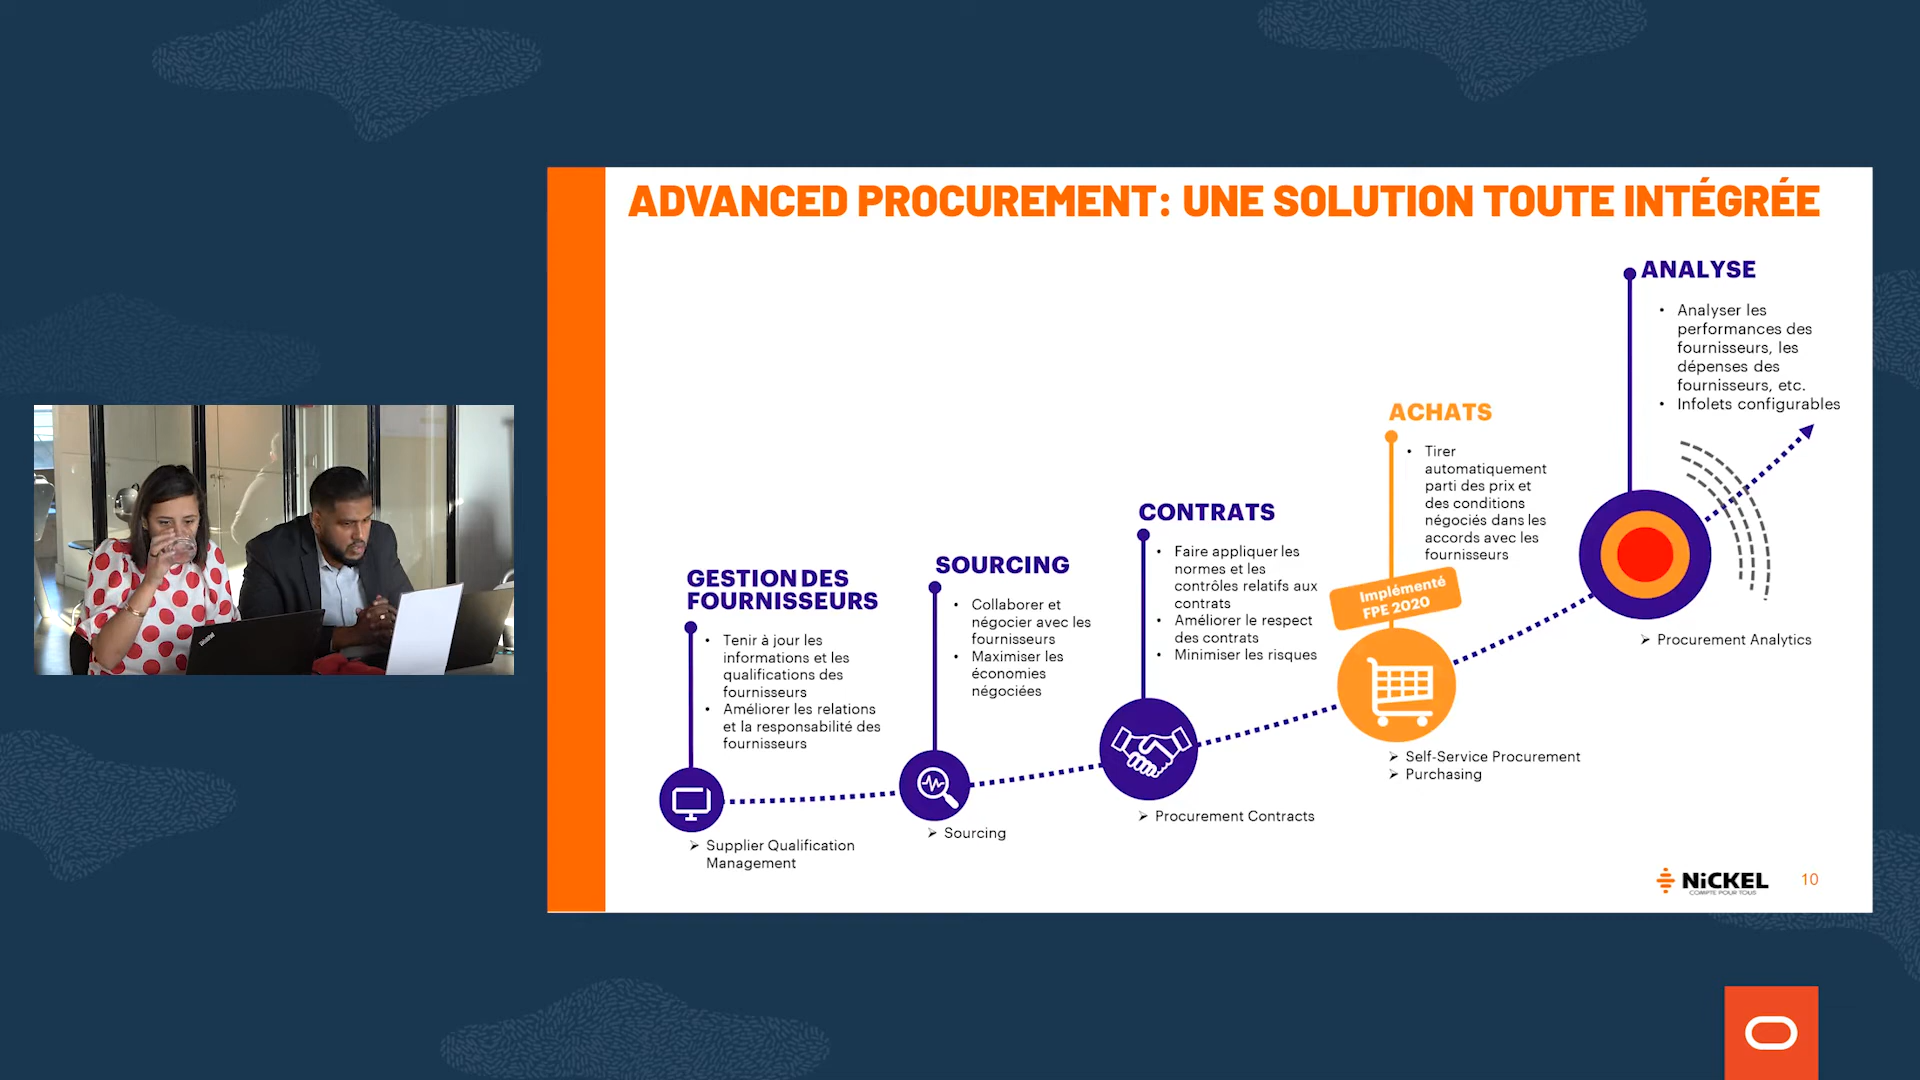 ADVANCED PROCUREMENT: UNE SOLUTION TOUTE INTÉGRÉE
GESTION DES
FOURNISSEURS
• Tenir à jour les
informations et les
qualifications des
fournisseurs
• Améliorer les relations
et la responsabilité des
fournisseurs
➢ Supplier Qualification
Management
SOURCING
• Collaborer et
négocier avec les
fournisseurs
• Maximiser les
économies
négociées
➢ Sourcing
CONTRATS
• Faire appliquer les
normes et les
contrôles relatifs aux
contrats
• Améliorer le respect
des contrats
• Minimiser les risques
➢ Procurement Contracts
ACHATS
• Tirer
automatiquement
parti des prix et
des conditions
négociés dans les
accords avec les
fournisseurs
Implémenté
FPE 2020
➢ Self-Service Procurement
➢ Purchasing
ANALYSE
• Analyser les
performances des
fournisseurs, les
dépenses des
fournisseurs, etc.
• Infolets configurables
➢ Procurement Analytics
NiCKEL
COMPTE POUR TOUS
10
ThinkPad